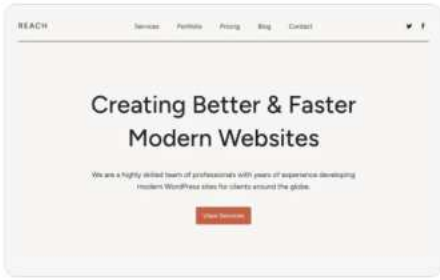 REACH
Services Portfolio Pricing Blog Contact
Creating Better & Faster
Modern Websites
We are a highly skilled team of professionals with years of experience developing
modern WordPress sites for clients around the globe.
View Services